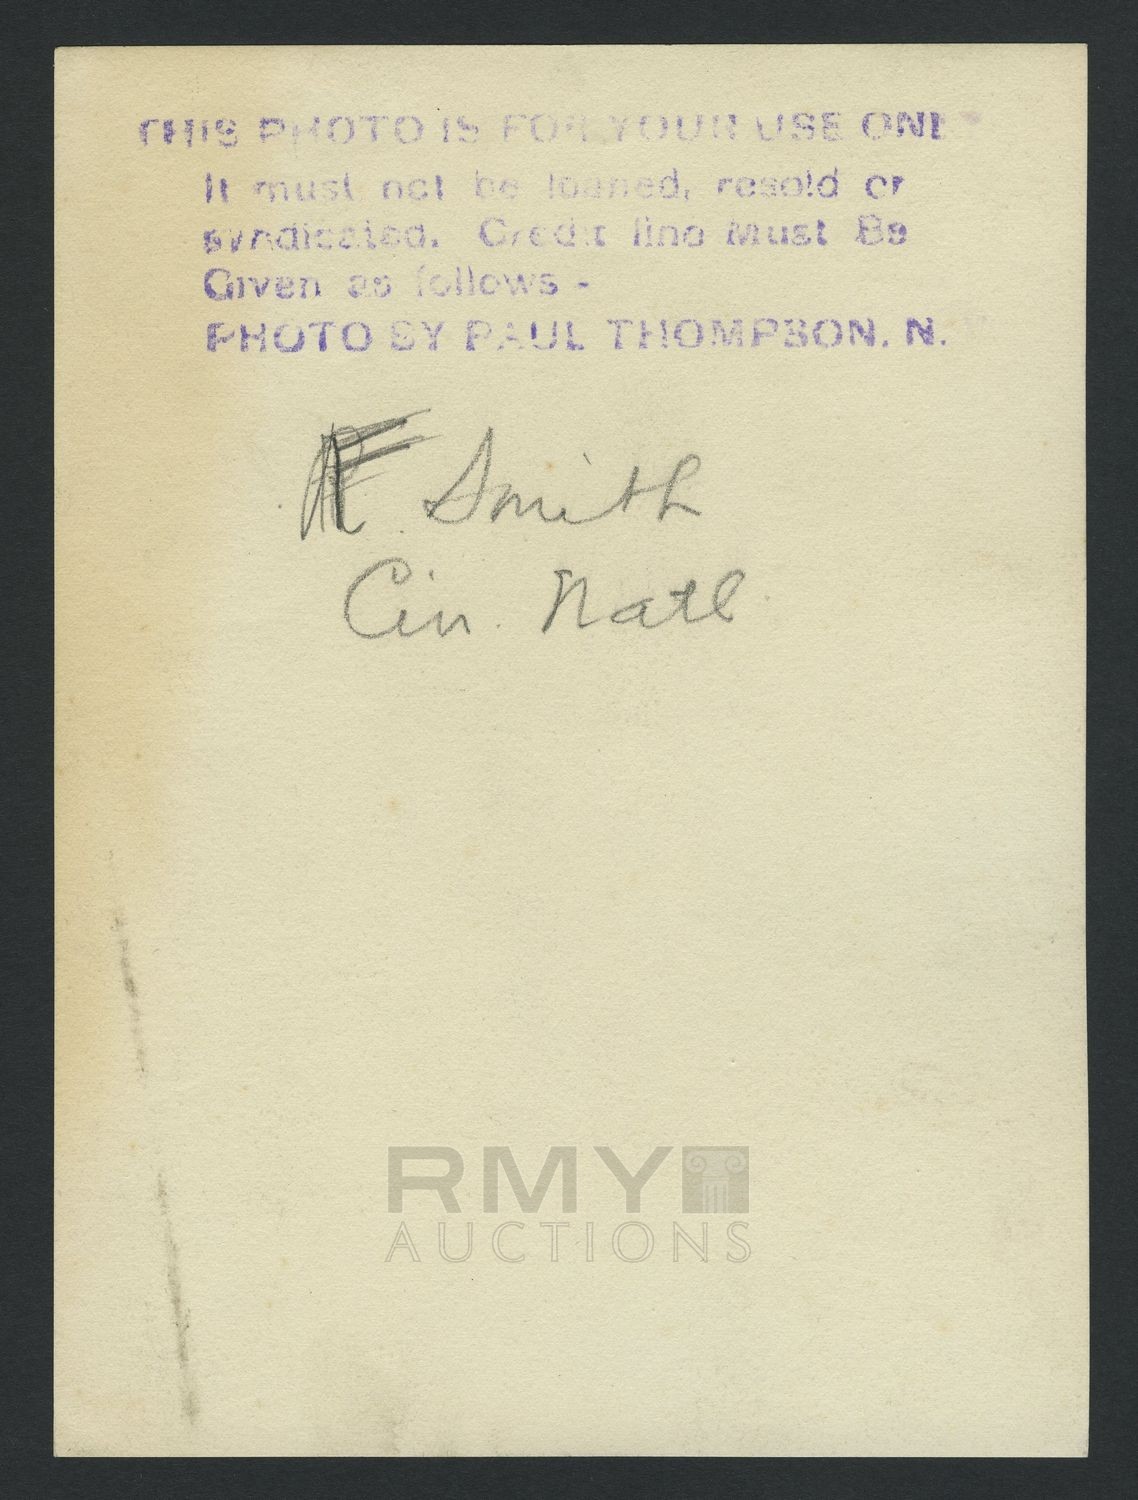 THIS PHOTO IS FOR YOUR USE ONL
It must not be loaned, resold or
syndicated. Credit line Must Be
Given as follows -
PHOTO BY PAUL THOMPSON. N.
F Smith
Cin. Natl
RMY
AUCTIONS